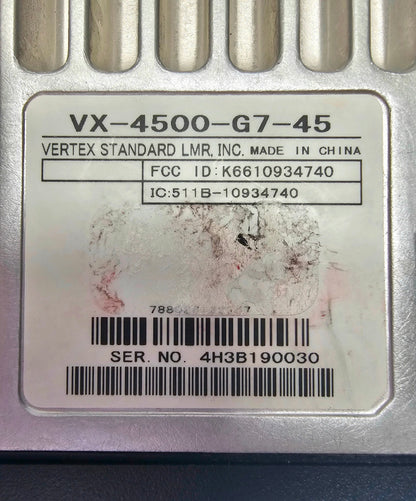 VX-4500-G7-45
VERTEX STANDARD LMR, INC. MADE IN CHINA
FCC ID:K6610934740
IC:511B-10934740
SER. NO. 4H3B190030